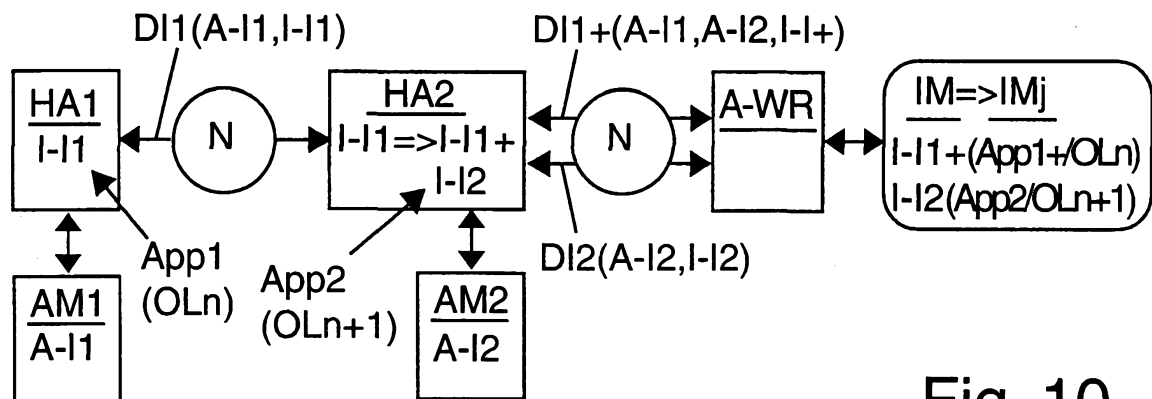 DI1(A-I1,I-I1)
DI1+(A-I1,A-I2,I-I+)
HA1
I-I1
N
HA2
I-I1=>I-I1+
I-I2
N
A-WR
IM=>IMj
I-I1+(App1+/OLn)
I-I2(App2/OLn+1)
App1
(OLn)
App2
(OLn+1)
DI2(A-I2,I-I2)
AM1
A-I1
AM2
A-I2
Fig. 10